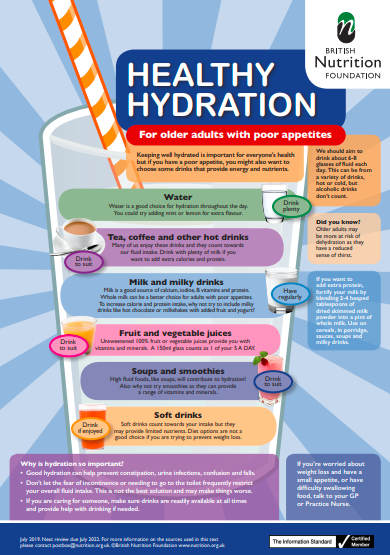 BRITISH
Nutrition
FOUNDATION
HEALTHY
HYDRATION
For older adults with poor appetites
Keeping well hydrated is important for everyone's health
but if you have a poor appetite, you might also want to
choose some drinks that provide energy and nutrients.
We should aim to
drink about 6-8
glasses of fluid each
day. This can be from
a variety of drinks,
hot or cold, but
alcoholic drinks
don't count.
Water
Water is a good choice for hydration throughout the day.
You could try adding mint or lemon for extra flavour.
Drink
plenty
Did you know?
Older adults may
be more at risk of
dehydration as they
have a reduced
sense of thirst.
Tea, coffee and other hot drinks
Many of us enjoy these drinks and they count towards
our fluid intake. Drink with plenty of milk if you
want to add extra calories and protein.
Drink
to suit
Milk and milky drinks
Milk is a good source of calcium, iodine, B vitamins and protein.
Whole milk can be a better choice for adults with poor appetites.
To increase calorie and protein intake, why not try to include milky
drinks like hot chocolate or milkshakes with added fruit and yogurt?
Have
regularly
If you want to
add extra protein,
fortify your milk by
blending 2-4 heaped
tablespoons of
dried skimmed milk
powder into a pint of
whole milk. Use on
cereals, in porridge,
sauces, soups and
milky drinks.
Fruit and vegetable juices
Unsweetened 100% fruit or vegetable juices provide you with
vitamins and minerals. A 150ml glass counts as 1 of your 5 A DAY.
Drink
to suit
Soups and smoothies
High fluid foods, like soups, will contribute to hydration!
Also why not try smoothies as they can provide
a range of vitamins and minerals.
Drink
to suit
Soft drinks
Soft drinks count towards your intake but they
may provide limited nutrients. Diet options are not a
good choice if you are trying to prevent weight loss.
Drink
if enjoyed
Why is hydration so important?
• Good hydration can help prevent constipation, urine infections, confusion and falls.
• Don't let the fear of incontinence or needing to go to the toilet frequently restrict
your overall fluid intake. This is not the best solution and may make things worse.
• If you are caring for someone, make sure drinks are readily available at all times
and provide help with drinking if needed.
If you're worried about
weight loss and have a
small appetite, or have
difficulty swallowing
food, talk to your GP
or Practice Nurse.
July 2019. Next review due July 2022. For more information on the sources used in this text
please contact postbox@nutrition.org.uk. ©British Nutrition Foundation www.nutrition.org.uk
The Information Standard
Certified
Member